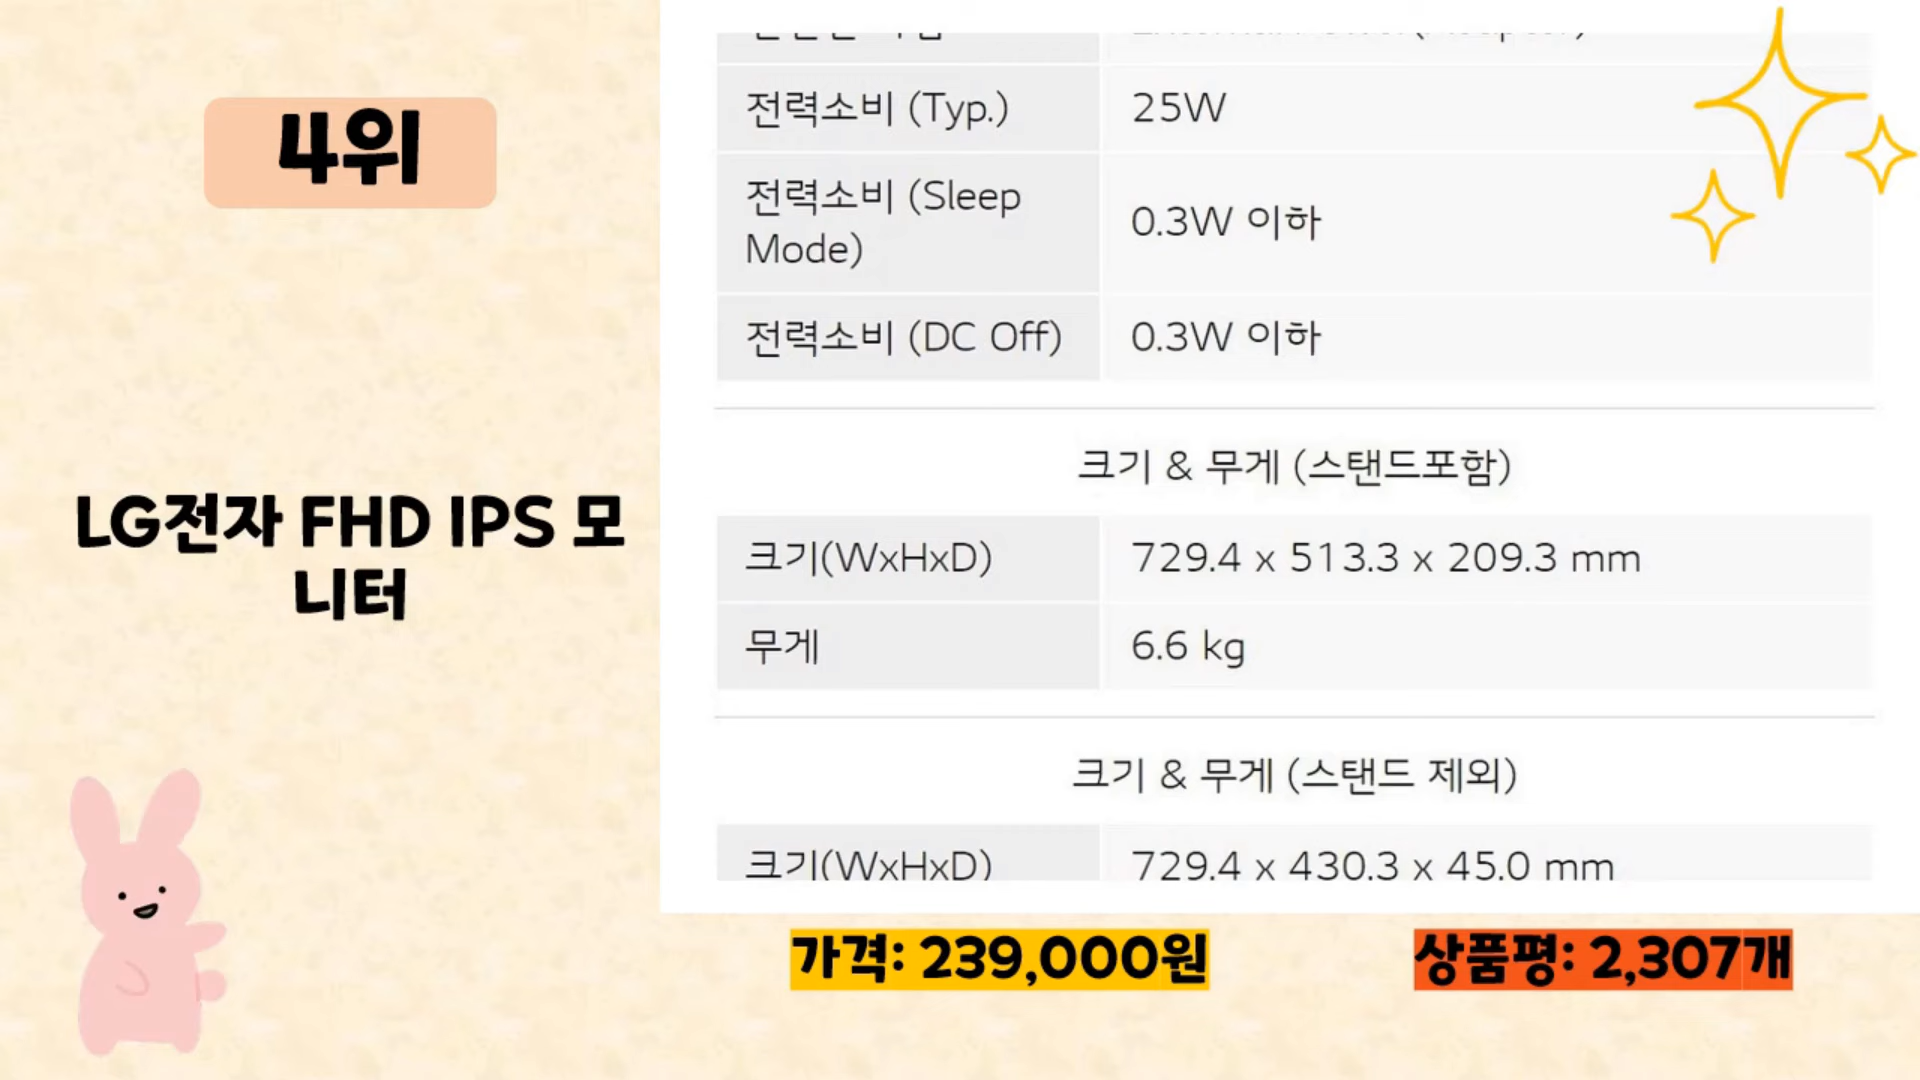 4위
LG전자 FHD IPS 모
니터
전력소비 (Typ.) 25W
전력소비 (Sleep
Mode) 0.3W 이하
전력소비 (DC Off) 0.3W 이하
크기 & 무게 (스탠드포함)
크기(WxHxD) 729.4 x 513.3 x 209.3 mm
무게 6.6 kg
크기 & 무게 (스탠드 제외)
크기(WxHxD) 729.4 x 430.3 x 45.0 mm
가격: 239,000원
상품평: 2,307개